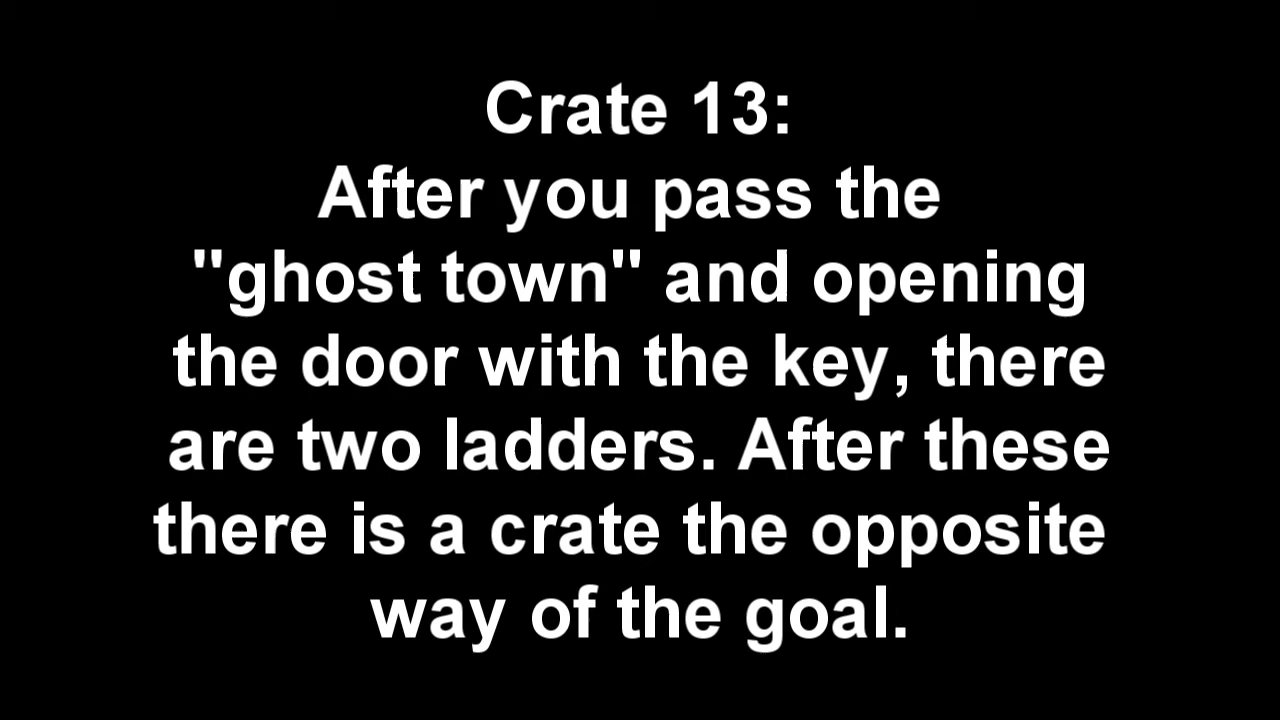 Crate 13:
After you pass the
"ghost town" and opening
the door with the key, there
are two ladders. After these
there is a crate the opposite
way of the goal.